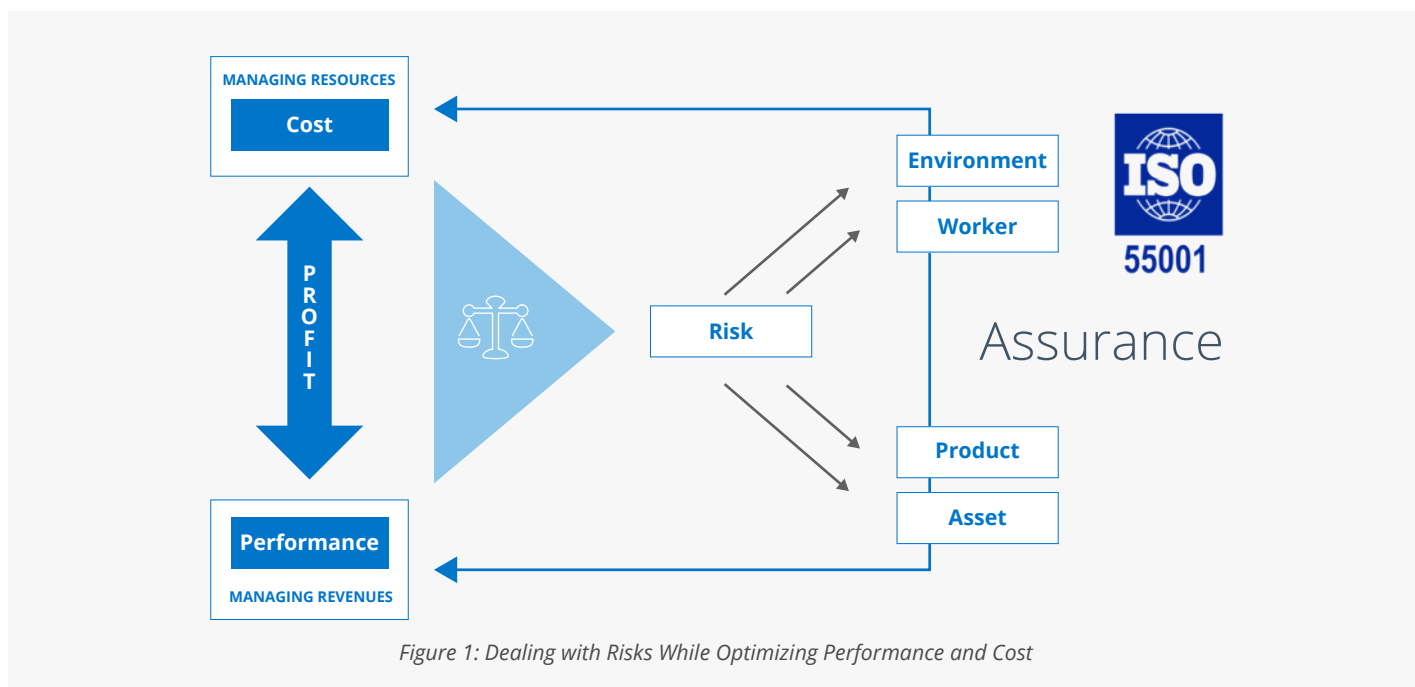 MANAGING RESOURCES
Cost
PROFIT
Performance
MANAGING REVENUES
Risk
Environment
Worker
Product
Asset
ISO
55001
Assurance
Figure 1: Dealing with Risks While Optimizing Performance and Cost